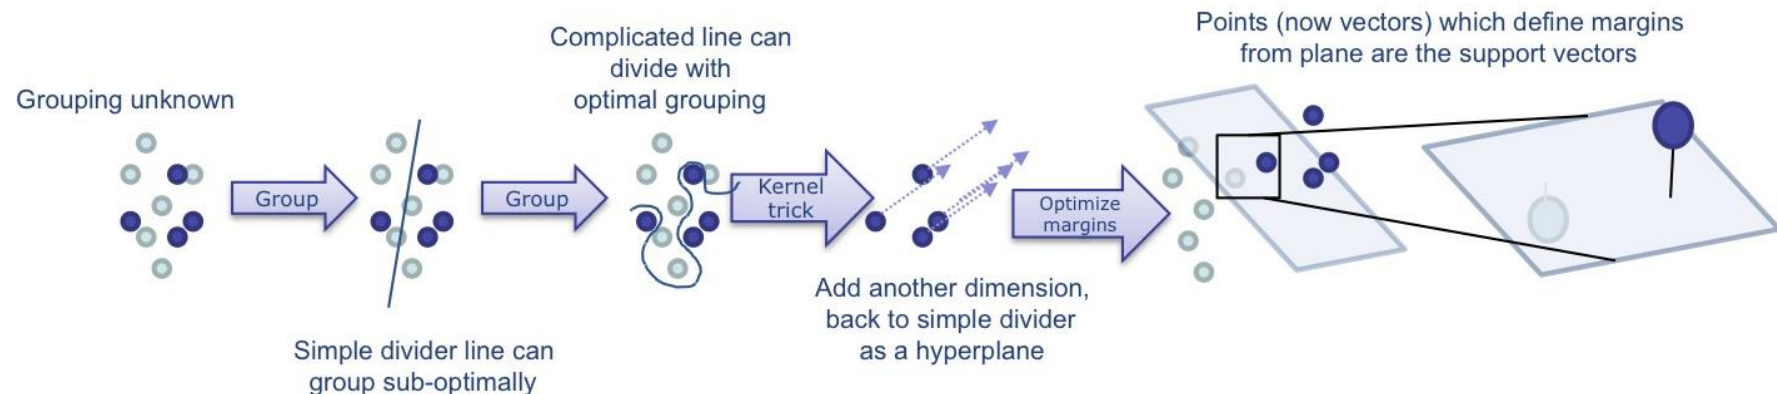 Grouping unknown
Group
Simple divider line can
group sub-optimally
Group
Complicated line can
divide with
optimal grouping
Kernel
trick
Add another dimension,
back to simple divider
as a hyperplane
Optimize
margins
Points (now vectors) which define margins
from plane are the support vectors